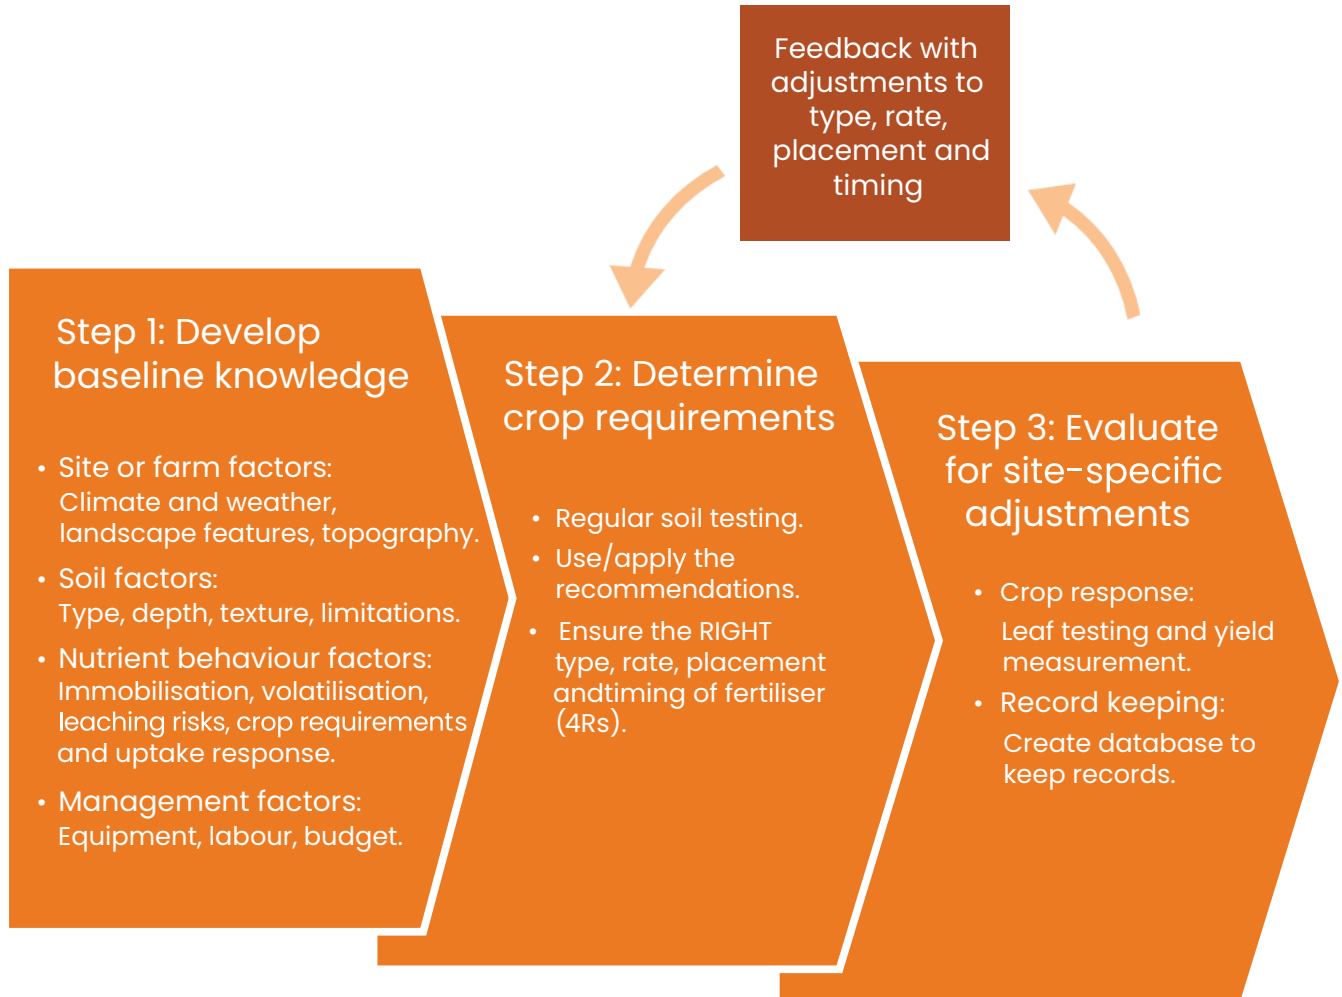 Feedback with
adjustments to
type, rate,
placement and
timing
Step 1: Develop
baseline knowledge
• Site or farm factors:
Climate and weather,
landscape features, topography.
• Soil factors:
Type, depth, texture, limitations.
• Nutrient behaviour factors:
Immobilisation, volatilisation,
leaching risks, crop requirements
and uptake response.
• Management factors:
Equipment, labour, budget.
Step 2: Determine
crop requirements
• Regular soil testing.
• Use/apply the
recommendations.
• Ensure the RIGHT
type, rate, placement
andtiming of fertiliser
(4Rs).
Step 3: Evaluate
for site-specific
adjustments
• Crop response:
Leaf testing and yield
measurement.
• Record keeping:
Create database to
keep records.